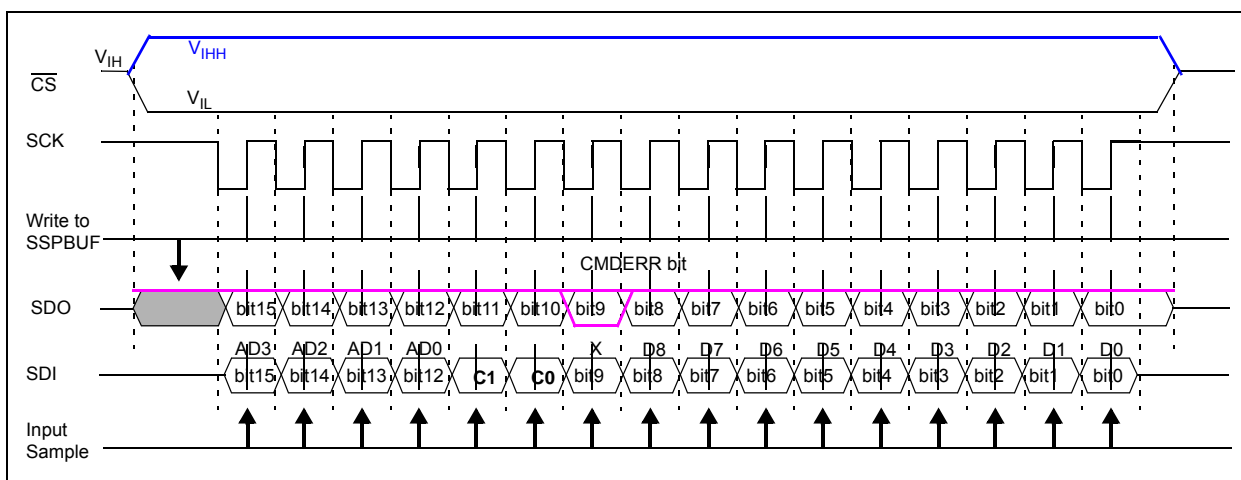 VIH
VIHH
CS
VIL
SCK
Write to
SSPBUF
CMDERR bit
SDO bit15 bit14 bit13 bit12 bit11 bit10 bit9 bit8 bit7 bit6 bit5 bit4 bit3 bit2 bit1 bit0
AD3 AD2 AD1 AD0 X D8 D7 D6 D5 D4 D3 D2 D1 D0
SDI bit15 bit14 bit13 bit12 C1 C0 bit9 bit8 bit7 bit6 bit5 bit4 bit3 bit2 bit1 bit0
Input
Sample